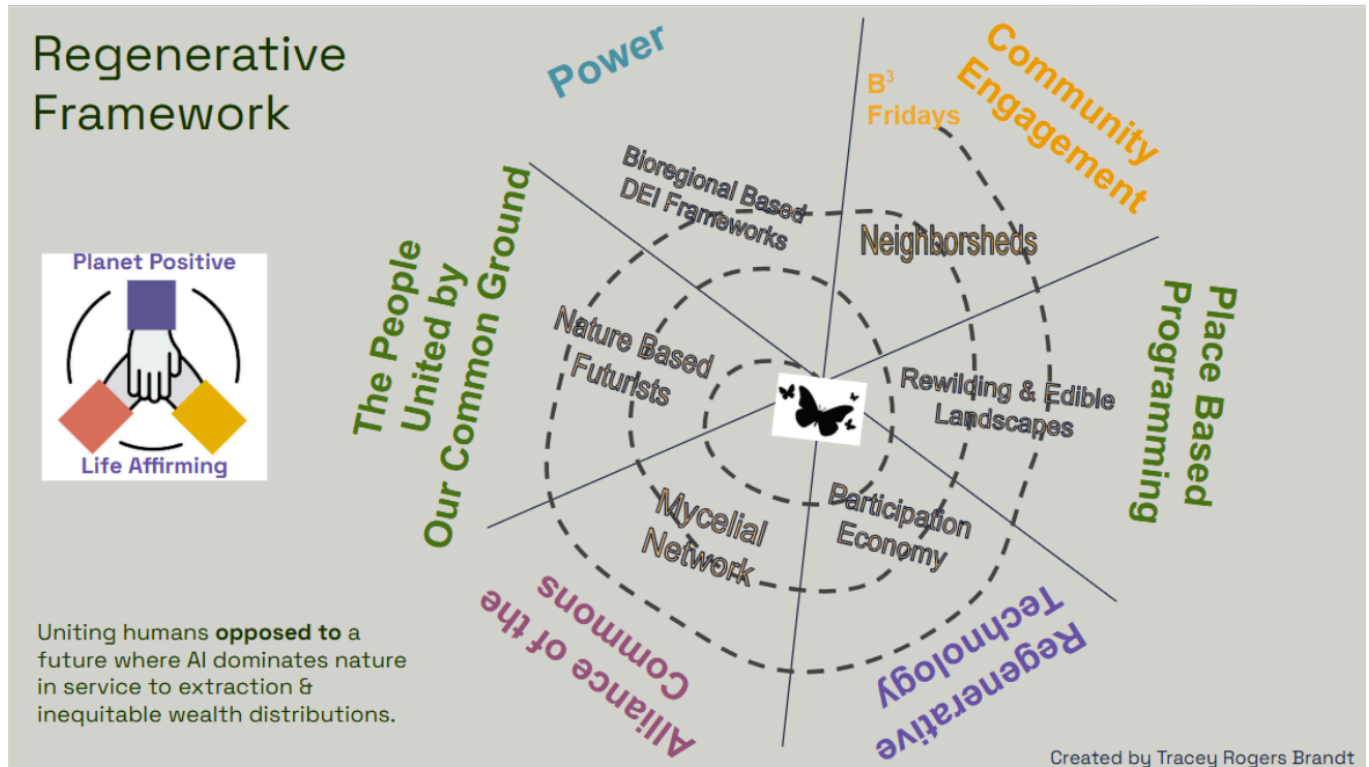 Regenerative
Framework
Power
B³
Fridays
Community
Engagement
Bioregional Based
DEI Frameworks
Neighborsheds
The People
United by
Our Common Ground
Planet Positive
Life Affirming
Nature Based
Futurists
Rewilding & Edible
Landscapes
Place Based
Programming
Mycelial
Network
Participation
Economy
Alliance of the
Commons
Regenerative
Technology
Uniting humans opposed to a
future where AI dominates nature
in service to extraction &
inequitable wealth distributions.
Created by Tracey Rogers Brandt